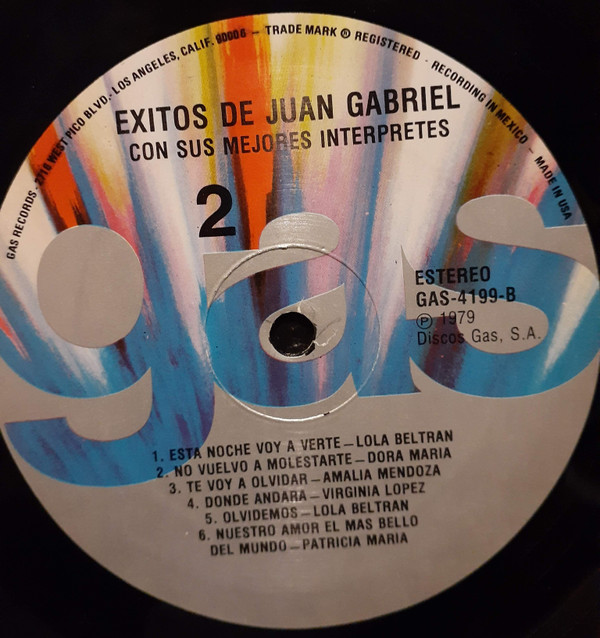 GAS RECORDS - 2716 WEST PICO BLVD. - LOS ANGELES, CALIF. 90006 - TRADE MARK ® REGISTERED - RECORDING IN MEXICO - MADE IN USA
EXITOS DE JUAN GABRIEL
CON SUS MEJORES INTERPRETES
2
gas
ESTEREO
GAS-4199-B
Ⓟ 1979
Discos Gas, S.A.
1. ESTA NOCHE VOY A VERTE – LOLA BELTRAN
2. NO VUELVO A MOLESTARTE – DORA MARIA
3. TE VOY A OLVIDAR – AMALIA MENDOZA
4. DONDE ANDARA – VIRGINIA LOPEZ
5. OLVIDEMOS – LOLA BELTRAN
6. NUESTRO AMOR EL MAS BELLO
DEL MUNDO – PATRICIA MARIA